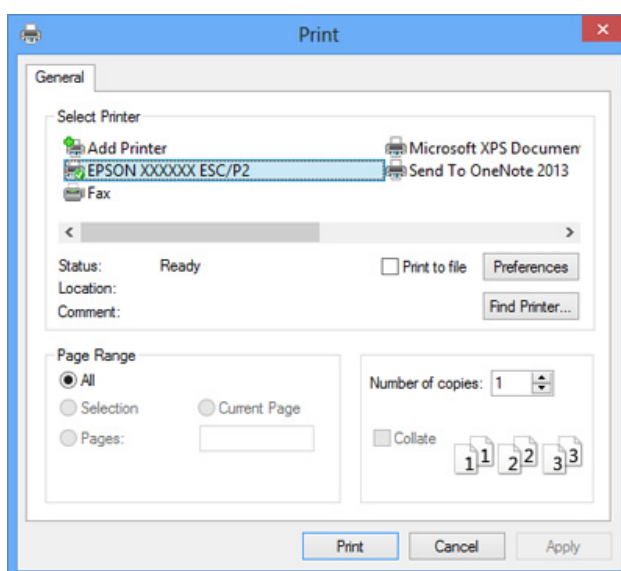 Print
General
Select Printer
Add Printer
Microsoft XPS Documen
EPSON XXXXXX ESC/P2
Send To OneNote 2013
Fax
Status: Ready
Print to file
Preferences
Location:
Comment:
Find Printer...
Page Range
All
Selection
Current Page
Pages:
Number of copies: 1
Collate
1 1 2 2 3 3
Print
Cancel
Apply